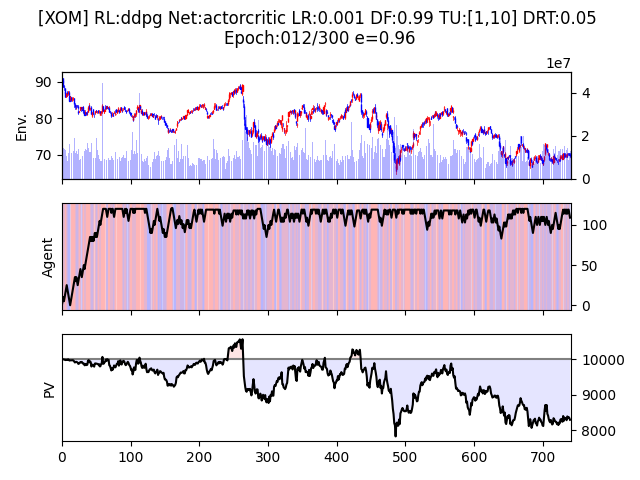 [XOM] RL:ddpg Net:actorcritic LR:0.001 DF:0.99 TU:[1,10] DRT:0.05
Epoch:012/300 e=0.96
1e7
90
80
70
Env.
4
2
0
Agent
100
50
0
PV
10000
9000
8000
0 100 200 300 400 500 600 700